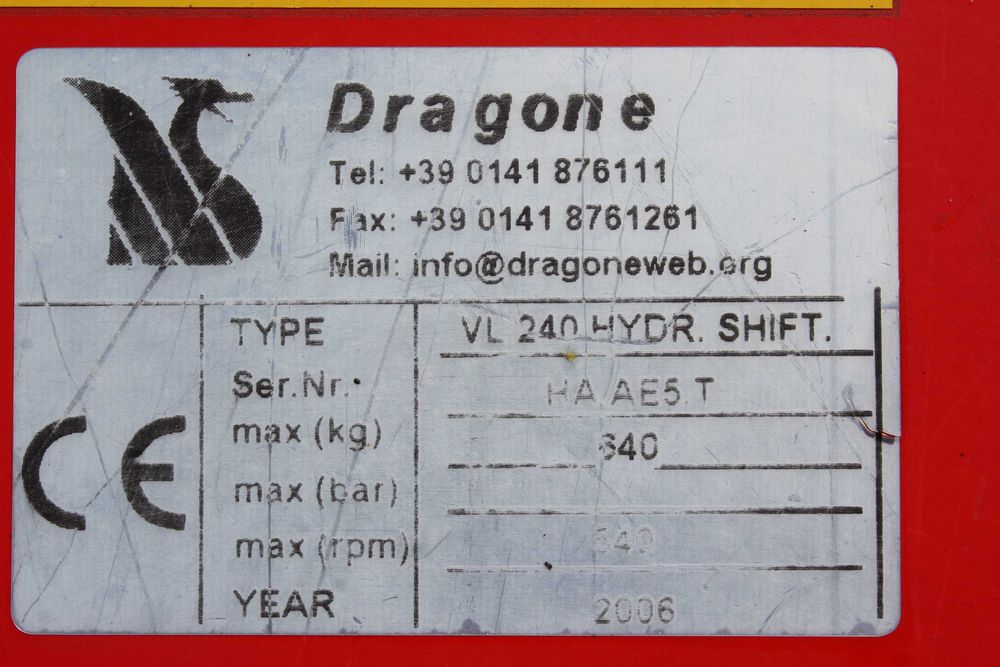 Dragone
Tel: +39 0141 876111
Fax: +39 0141 8761261
Mail: info@dragoneweb.org
TYPE VL 240 HYDR. SHIFT.
Ser.Nr. HA AE5 T
max (kg) 640
max (bar)
max (rpm) 540
YEAR 2006
CE